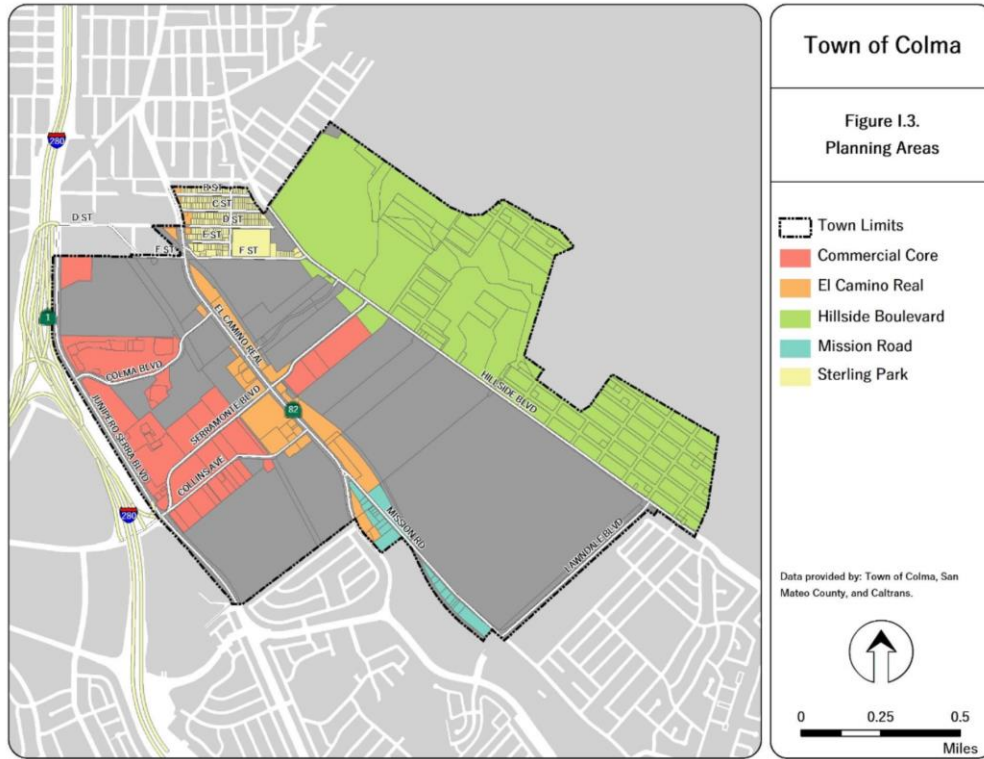 Town of Colma
Figure I.3.
Planning Areas
Town Limits
Commercial Core
El Camino Real
Hillside Boulevard
Mission Road
Sterling Park
Data provided by: Town of Colma, San
Mateo County, and Caltrans.
0 0.25 0.5
Miles
280
B ST
C ST
D ST
D ST
F ST
F ST
1
EL CAMINO REAL
COLMA BLVD
SERRAMONTE BLVD
82
HILLSIDE BLVD
JUNIPERO SERRA BLVD
COLLINS AVE
280
MISSION RD